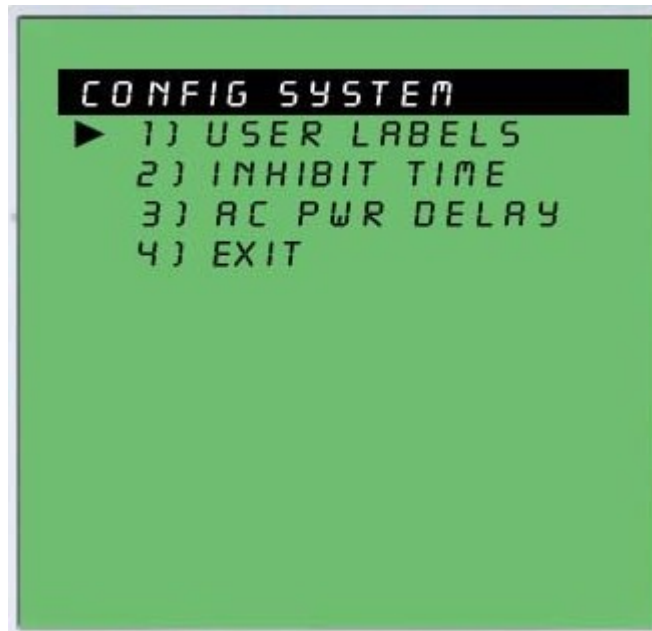 CONFIG SYSTEM
1) USER LABELS
2) INHIBIT TIME
3) AC PWR DELAY
4) EXIT